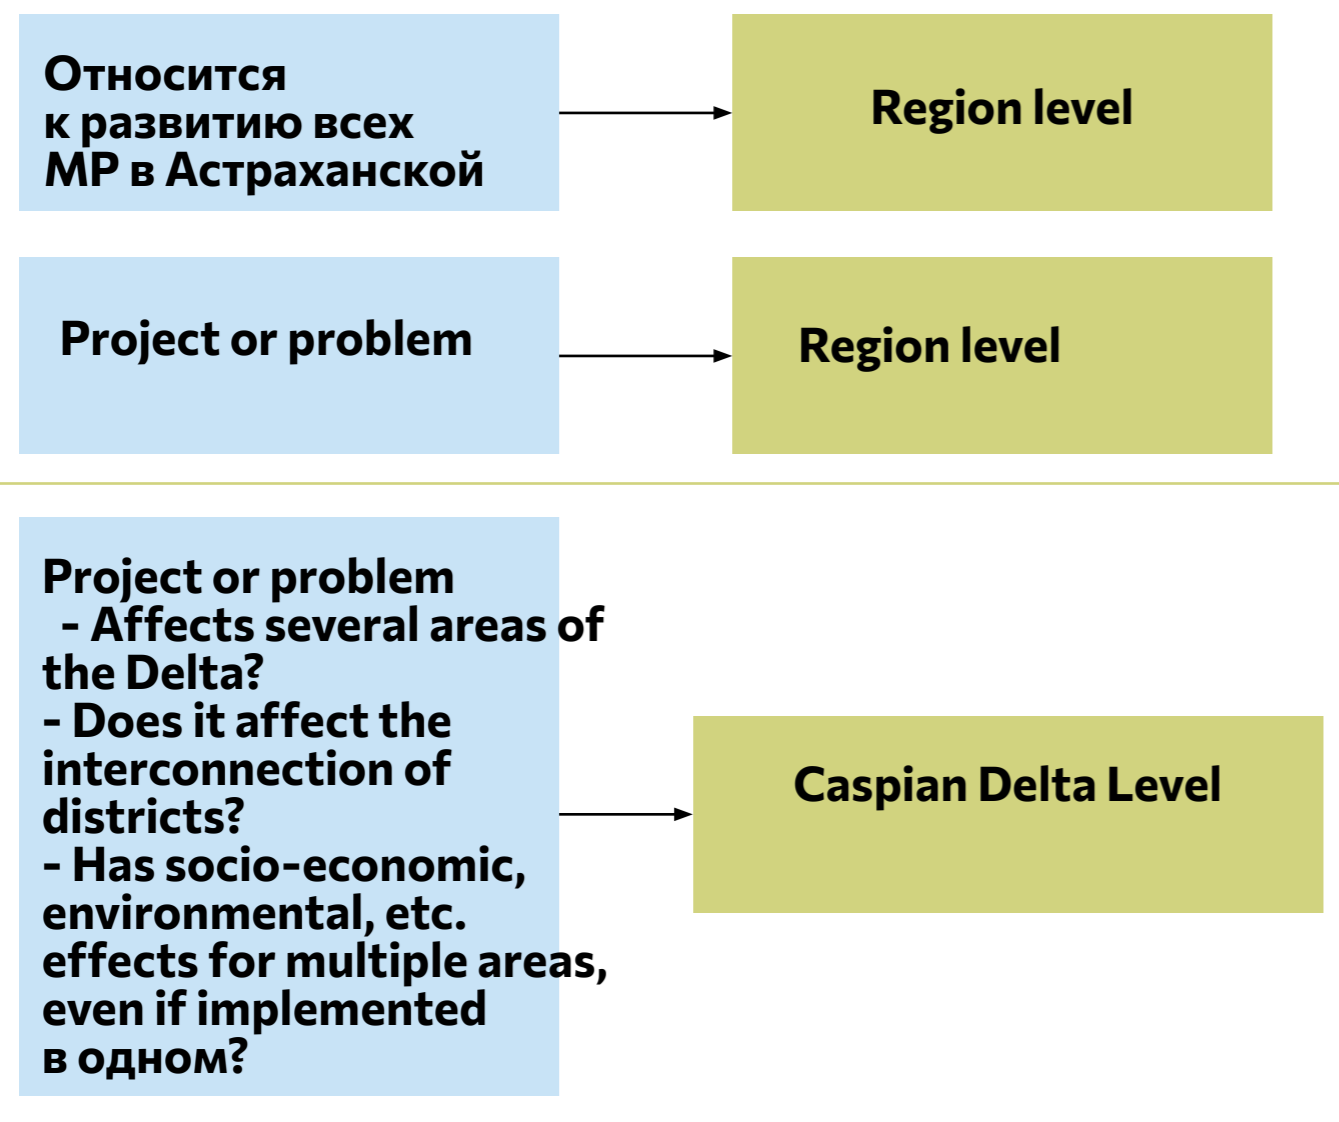 Относится
к развитию всех
МР в Астраханской
Region level
Project or problem
Region level
Project or problem
- Affects several areas of
the Delta?
- Does it affect the
interconnection of
districts?
- Has socio-economic,
environmental, etc.
effects for multiple areas,
even if implemented
в одном?
Caspian Delta Level